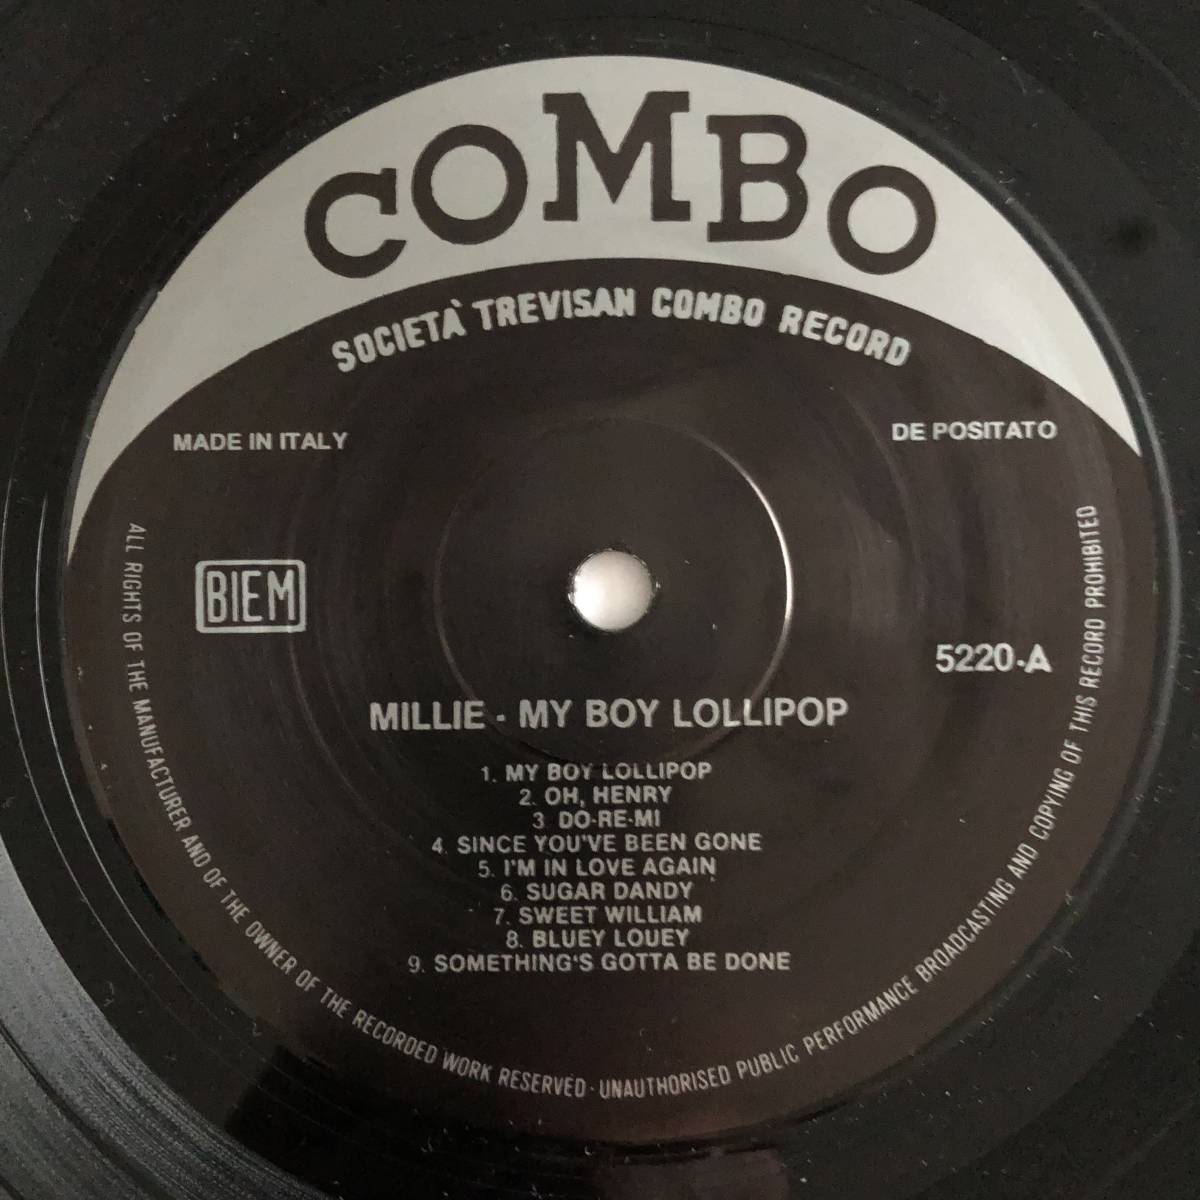 COMBO
SOCIETÀ TREVISAN COMBO RECORD
MADE IN ITALY
DE POSITATO
BIEM
5220-A
MILLIE - MY BOY LOLLIPOP
1. MY BOY LOLLIPOP
2. OH, HENRY
3 DO-RE-MI
4. SINCE YOU'VE BEEN GONE
5. I'M IN LOVE AGAIN
6. SUGAR DANDY
7. SWEET WILLIAM
8. BLUEY LOUEY
9. SOMETHING'S GOTTA BE DONE
ALL RIGHTS OF THE MANUFACTURER AND OF THE OWNER OF THE RECORDED WORK RESERVED - UNAUTHORISED PUBLIC PERFORMANCE BROADCASTING AND COPYING OF THIS RECORD PROHIBITED